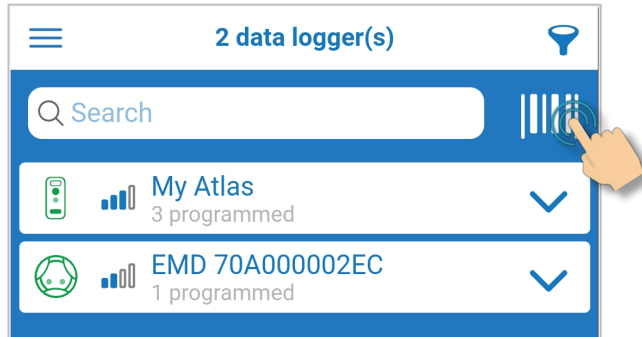 2 data logger(s)
Search
My Atlas
3 programmed
EMD 70A000002EC
1 programmed